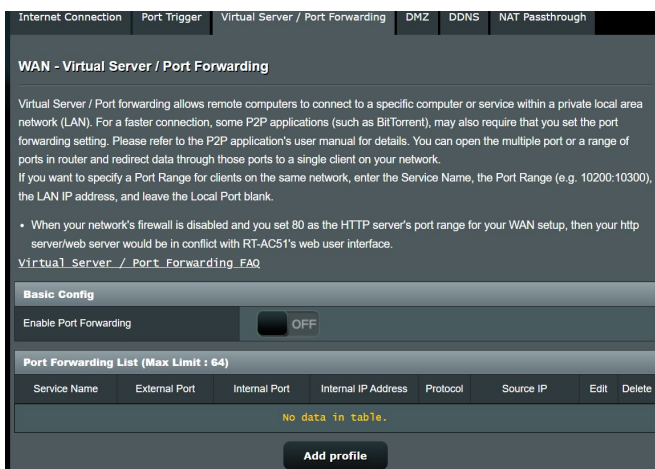 Internet Connection Port Trigger Virtual Server / Port Forwarding DMZ DDNS NAT Passthrough
WAN - Virtual Server / Port Forwarding
Virtual Server / Port forwarding allows remote computers to connect to a specific computer or service within a private local area
network (LAN). For a faster connection, some P2P applications (such as BitTorrent), may also require that you set the port
forwarding setting. Please refer to the P2P application's user manual for details. You can open the multiple port or a range of
ports in router and redirect data through those ports to a single client on your network.
If you want to specify a Port Range for clients on the same network, enter the Service Name, the Port Range (e.g. 10200:10300),
the LAN IP address, and leave the Local Port blank.
• When your network's firewall is disabled and you set 80 as the HTTP server's port range for your WAN setup, then your http
server/web server would be in conflict with RT-AC51's web user interface.
Virtual Server / Port Forwarding FAQ
Basic Config
Enable Port Forwarding OFF
Port Forwarding List (Max Limit : 64)
Service Name External Port Internal Port Internal IP Address Protocol Source IP Edit Delete
No data in table.
Add profile